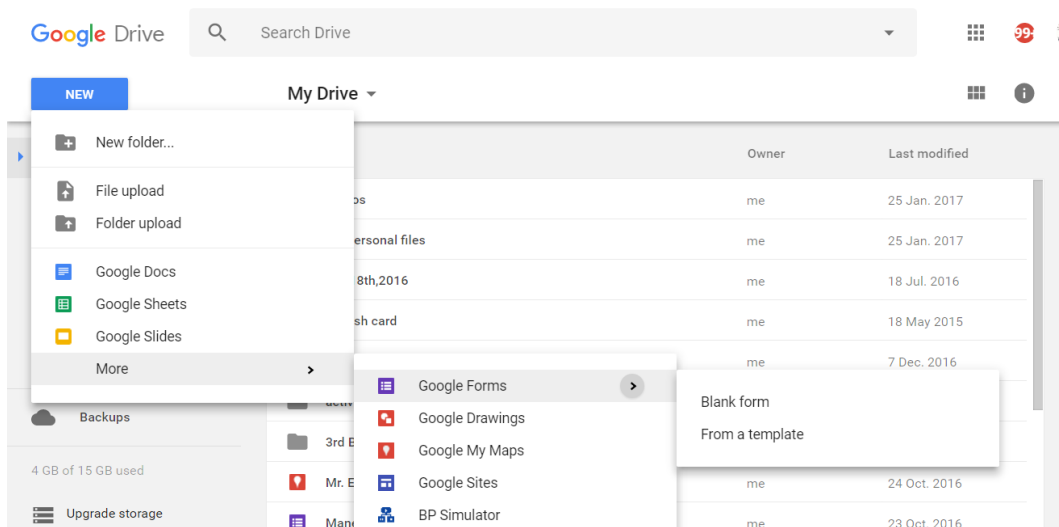 Google Drive
Search Drive
99+
NEW
My Drive
New folder...
File upload
Folder upload
Google Docs
Google Sheets
Google Slides
More
Backups
4 GB of 15 GB used
Upgrade storage
Owner Last modified
os me 25 Jan. 2017
ersonal files me 25 Jan. 2017
8th,2016 me 18 Jul. 2016
sh card me 18 May 2015
me 7 Dec. 2016
3rd
Mr. E me 24 Oct. 2016
me 23 Oct. 2016
Google Forms
Google Drawings
Google My Maps
Google Sites
BP Simulator
Blank form
From a template